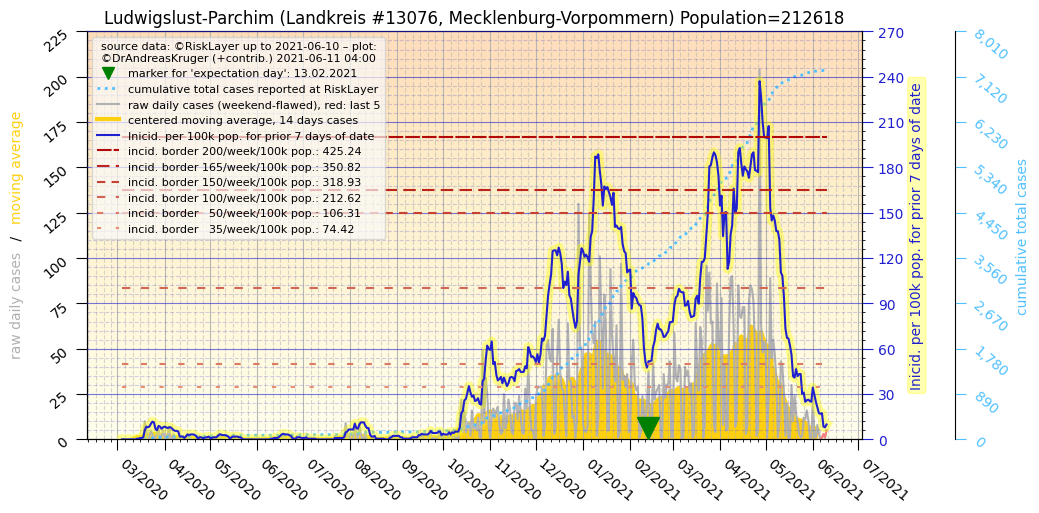 Ludwigslust-Parchim (Landkreis #13076, Mecklenburg-Vorpommern) Population=212618
source data: ©RiskLayer up to 2021-06-10 – plot:
©DrAndreasKruger (+contrib.) 2021-06-11 04:00
marker for 'expectation day': 13.02.2021
cumulative total cases reported at RiskLayer
raw daily cases (weekend-flawed), red: last 5
centered moving average, 14 days cases
Inicid. per 100k pop. for prior 7 days of date
incid. border 200/week/100k pop.: 425.24
incid. border 165/week/100k pop.: 350.82
incid. border 150/week/100k pop.: 318.93
incid. border 100/week/100k pop.: 212.62
incid. border   50/week/100k pop.: 106.31
incid. border   35/week/100k pop.: 74.42
raw daily cases / moving average
225
200
175
150
125
100
75
50
25
0
270
240
210
180
150
120
90
60
30
0
Inicid. per 100k pop. for prior 7 days of date
8,010
7,120
6,230
5,340
4,450
3,560
2,670
1,780
890
0
cumulative total cases
03/2020
04/2020
05/2020
06/2020
07/2020
08/2020
09/2020
10/2020
11/2020
12/2020
01/2021
02/2021
03/2021
04/2021
05/2021
06/2021
07/2021